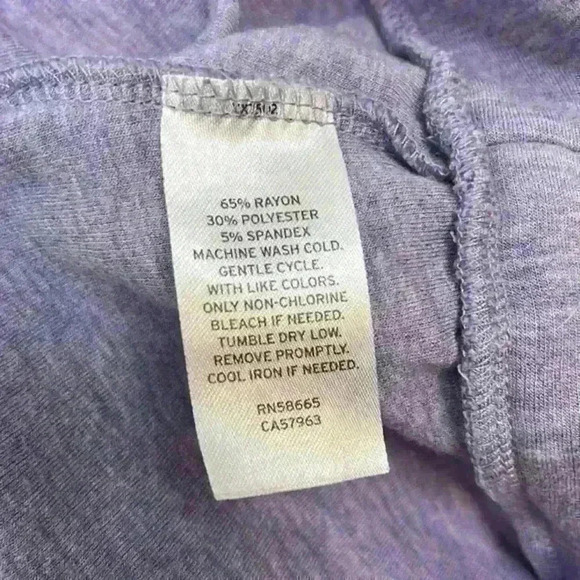 65% RAYON
30% POLYESTER
5% SPANDEX
MACHINE WASH COLD.
GENTLE CYCLE.
WITH LIKE COLORS.
ONLY NON-CHLORINE
BLEACH IF NEEDED.
TUMBLE DRY LOW.
REMOVE PROMPTLY.
COOL IRON IF NEEDED.
RN58665
CA57963